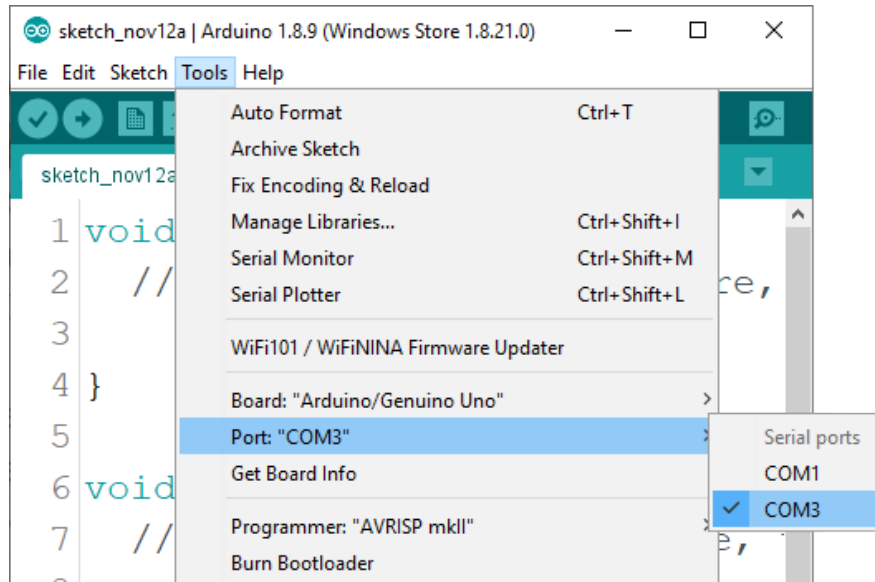 sketch_nov12a | Arduino 1.8.9 (Windows Store 1.8.21.0)
File Edit Sketch Tools Help
Auto Format Ctrl+T
Archive Sketch
sketch_nov12a
Fix Encoding & Reload
1 void
Manage Libraries... Ctrl+Shift+I
Serial Monitor Ctrl+Shift+M
2 // re,
Serial Plotter Ctrl+Shift+L
3
WiFi101 / WiFiNINA Firmware Updater
4 }
Board: "Arduino/Genuino Uno"
5
Port: "COM3"
Serial ports
Get Board Info
COM1
6 void
COM3
Programmer: "AVRISP mkII"
7 // e,
Burn Bootloader